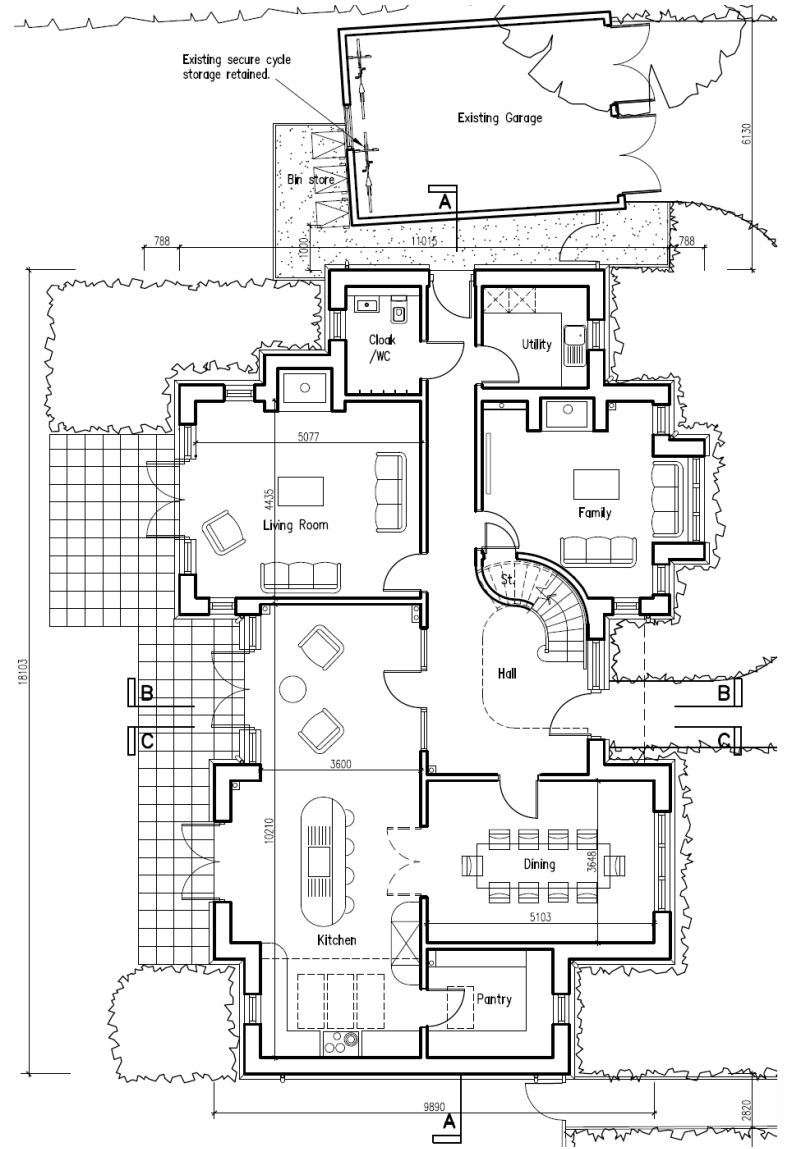 Existing secure cycle
storage retained.
Existing Garage
6130
Bin store
A
788
1000
11015
788
Cloak
/WC
Utility
5077
4435
Living Room
Family
St.
18103
Hall
B
B
C
C
3600
10210
Dining
3648
5103
Kitchen
Pantry
9890
A
2820